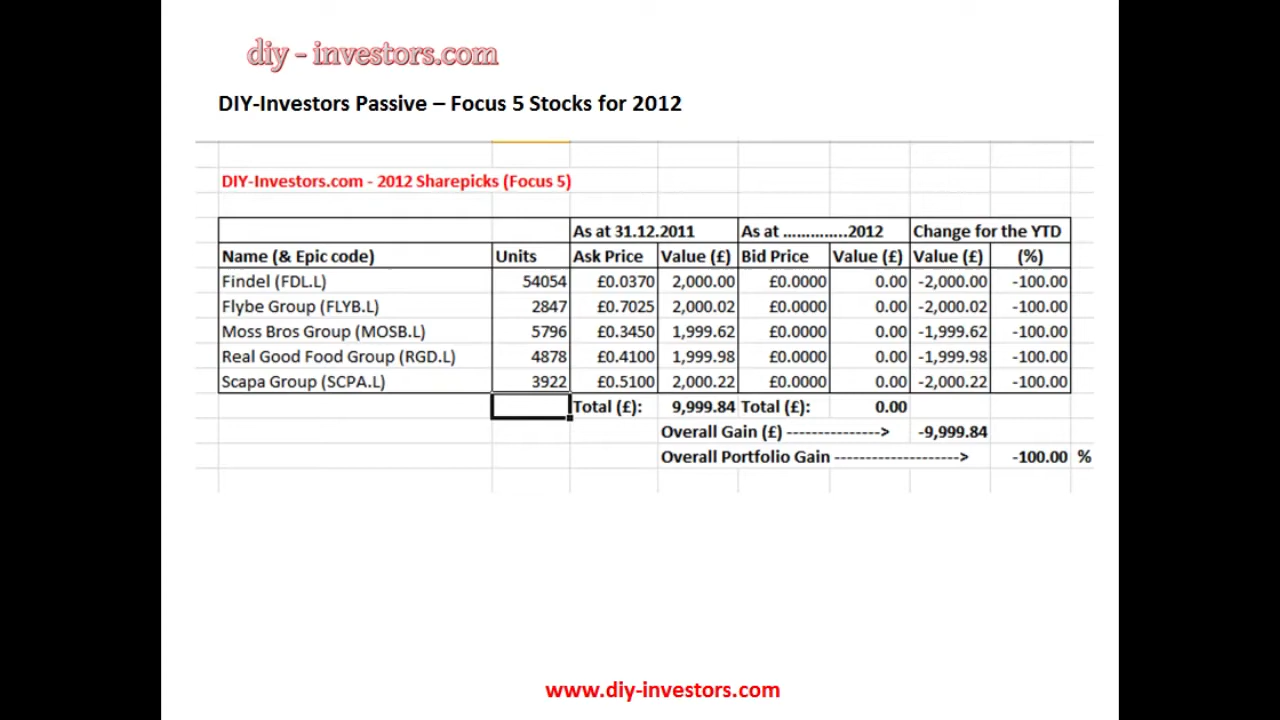 diy - investors.com
DIY-Investors Passive – Focus 5 Stocks for 2012
DIY-Investors.com - 2012 Sharepicks (Focus 5)
As at 31.12.2011 As at ..............2012 Change for the YTD
Name (& Epic code) Units Ask Price Value (£) Bid Price Value (£) Value (£) (%)
Findel (FDL.L) 54054 £0.0370 2,000.00 £0.0000 0.00 -2,000.00 -100.00
Flybe Group (FLYB.L) 2847 £0.7025 2,000.02 £0.0000 0.00 -2,000.02 -100.00
Moss Bros Group (MOSB.L) 5796 £0.3450 1,999.62 £0.0000 0.00 -1,999.62 -100.00
Real Good Food Group (RGD.L) 4878 £0.4100 1,999.98 £0.0000 0.00 -1,999.98 -100.00
Scapa Group (SCPA.L) 3922 £0.5100 2,000.22 £0.0000 0.00 -2,000.22 -100.00
Total (£): 9,999.84 Total (£): 0.00
Overall Gain (£) ---------------> -9,999.84
Overall Portfolio Gain --------------------> -100.00 %
www.diy-investors.com